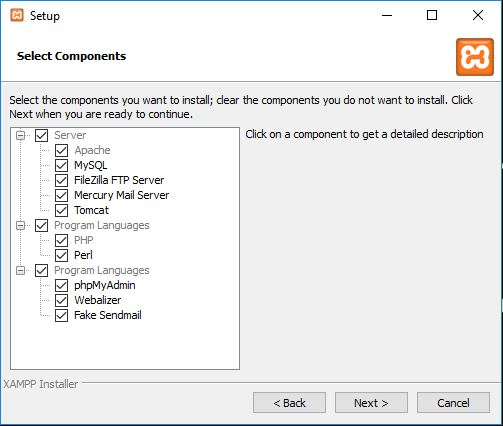 Setup
Select Components
Select the components you want to install; clear the components you do not want to install. Click
Next when you are ready to continue.
Server
Apache
MySQL
FileZilla FTP Server
Mercury Mail Server
Tomcat
Program Languages
PHP
Perl
Program Languages
phpMyAdmin
Webalizer
Fake Sendmail
Click on a component to get a detailed description
XAMPP Installer
< Back
Next >
Cancel